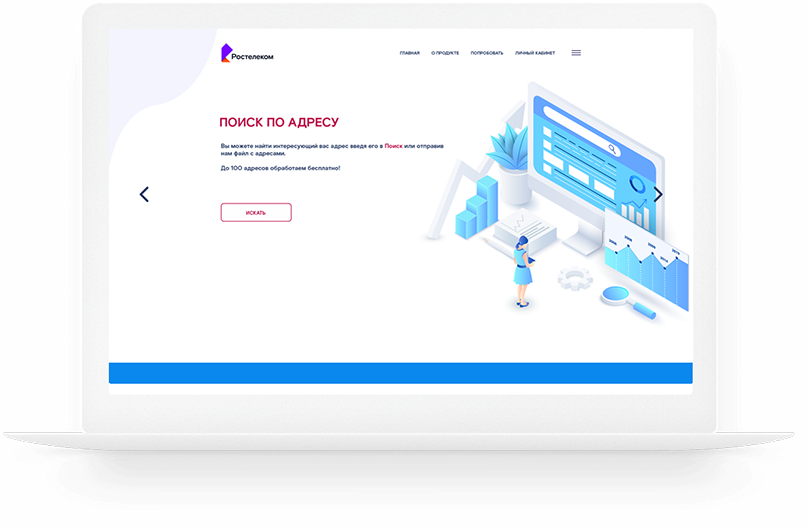 Ростелеком
ГЛАВНАЯ О ПРОДУКТЕ ПОПРОБОВАТЬ ЛИЧНЫЙ КАБИНЕТ
ПОИСК ПО АДРЕСУ
Вы можете найти интересующий вас адрес введя его в Поиск или отправив
нам файл с адресами.
До 100 адресов обработаем бесплатно!
ИСКАТЬ